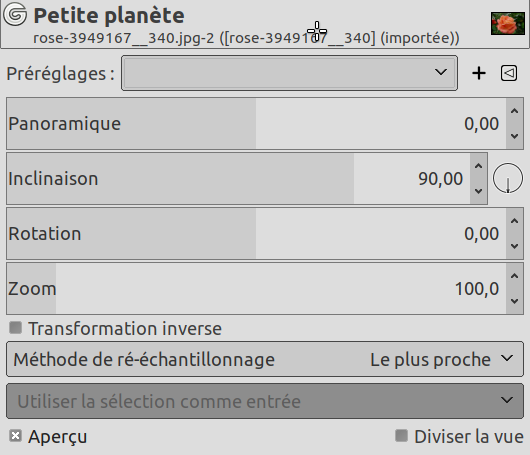 Petite planète
rose-3949167__340.jpg-2 ([rose-3949167__340] (importée))
Préréglages :
Panoramique 0,00
Inclinaison 90,00
Rotation 0,00
Zoom 100,0
Transformation inverse
Méthode de ré-échantillonnage Le plus proche
Utiliser la sélection comme entrée
Aperçu Diviser la vue